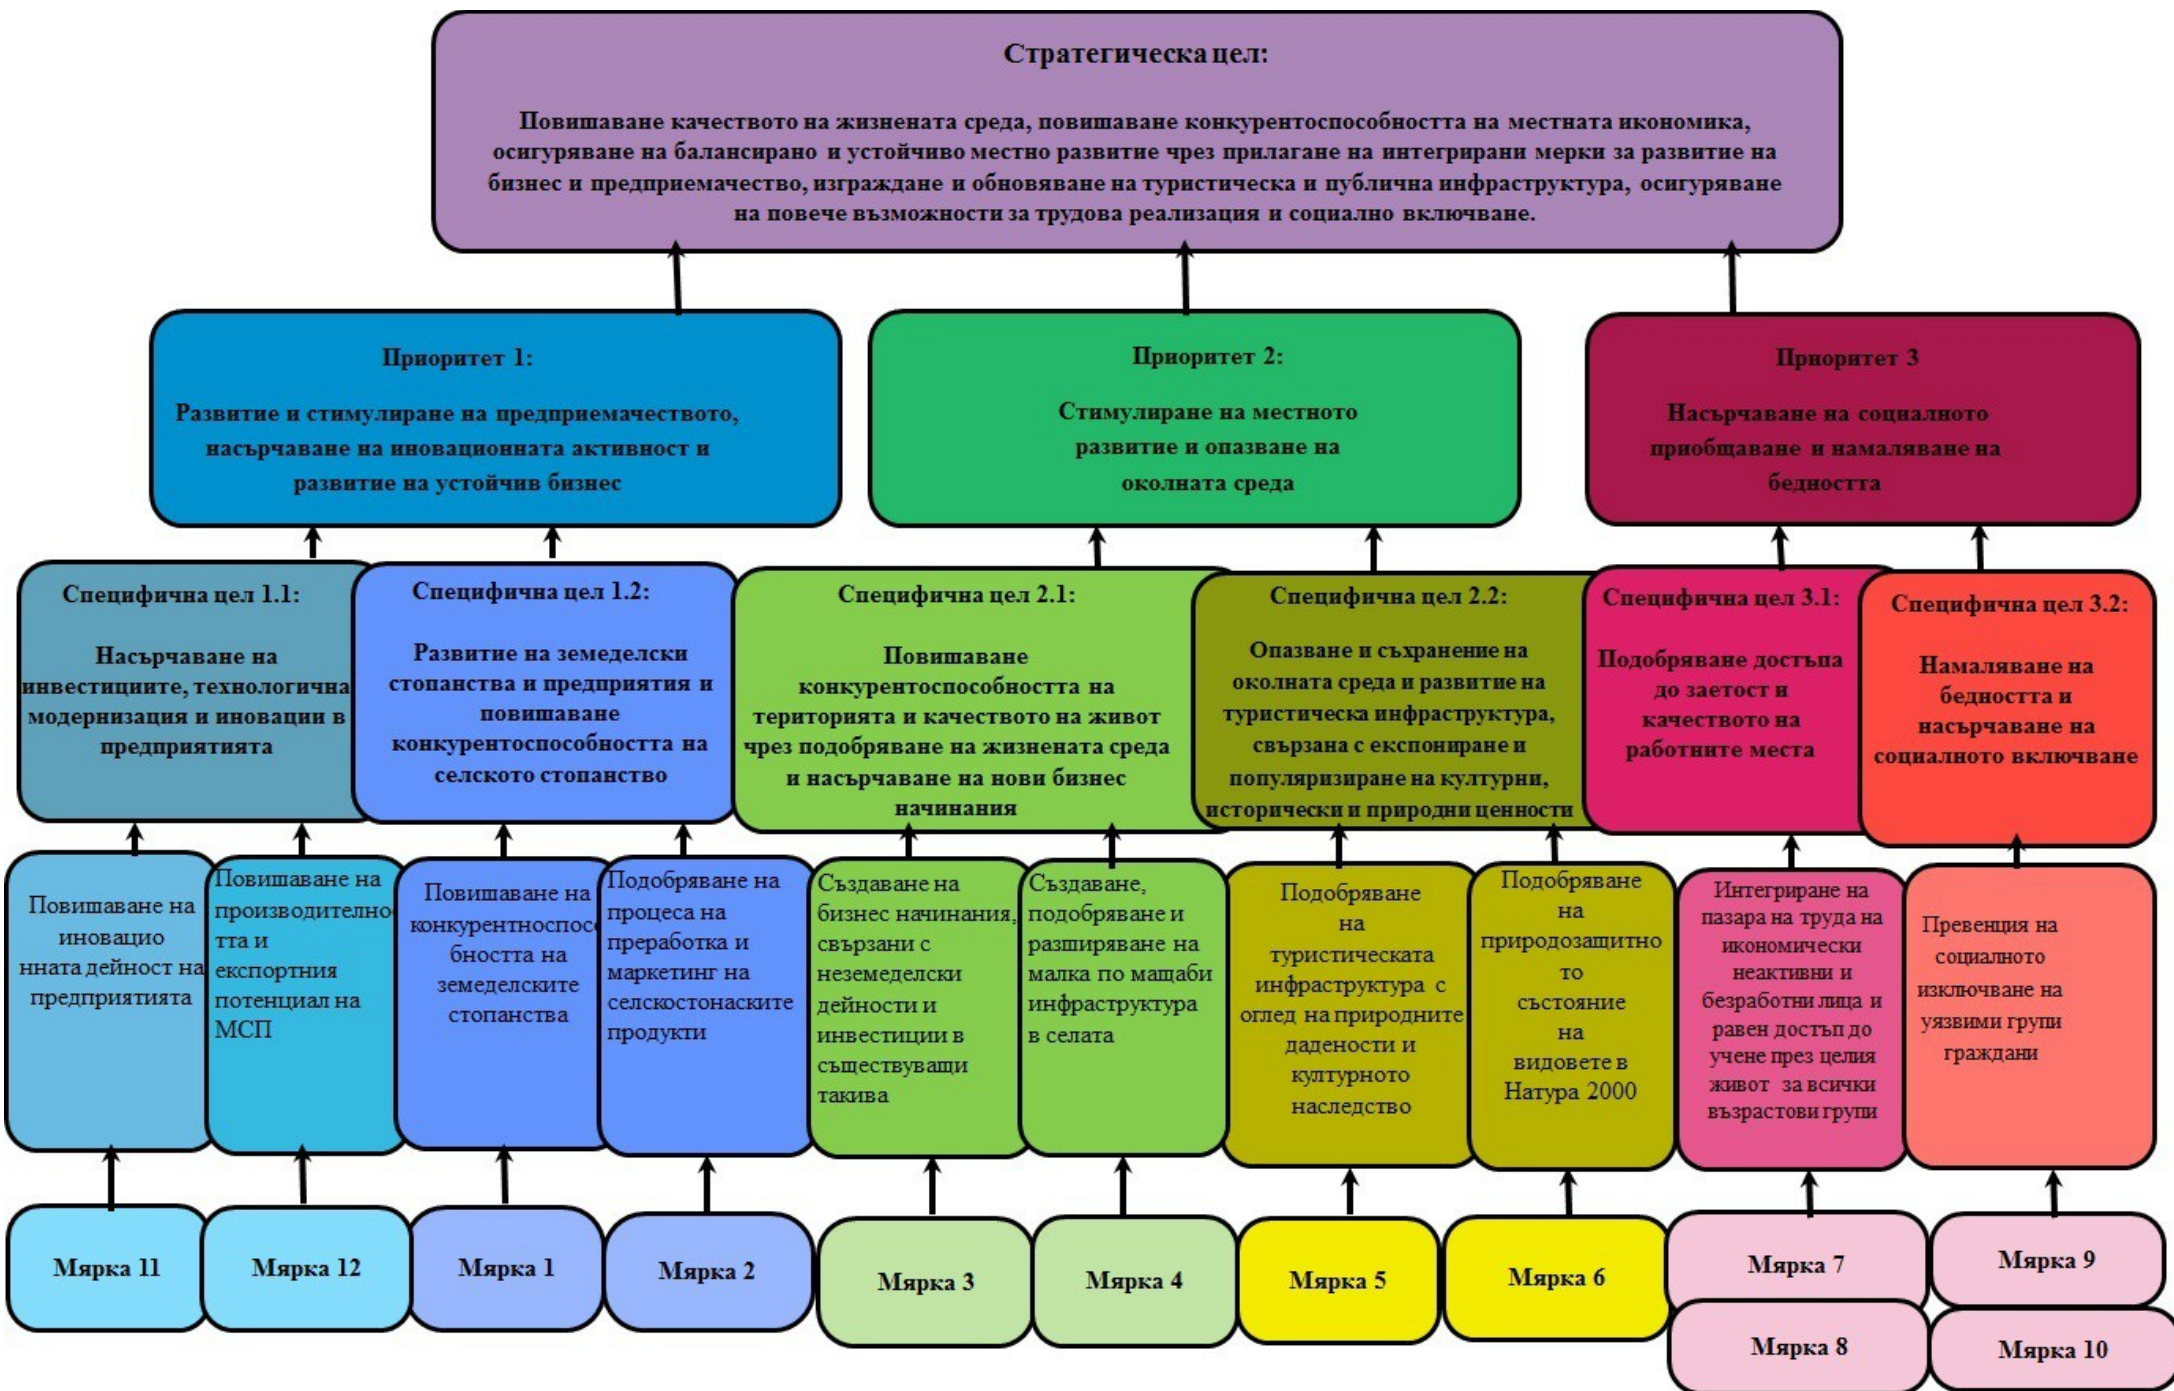 Стратегическа цел:
Повишаване качеството на жизнената среда, повишаване конкурентоспособността на местната икономика,
осигуряване на балансирано и устойчиво местно развитие чрез прилагане на интегрирани мерки за развитие на
бизнес и предприемачество, изграждане и обновяване на туристическа и публична инфраструктура, осигуряване
на повече възможности за трудова реализация и социално включване.
Приоритет 1:
Развитие и стимулиране на предприемачеството,
насърчаване на иновационната активност и
развитие на устойчив бизнес
Приоритет 2:
Стимулиране на местното
развитие и опазване на
околната среда
Приоритет 3
Насърчаване на социалното
приобщаване и намаляване на
бедността
Специфична цел 1.1:
Насърчаване на
инвестициите, технологична
модернизация и иновации в
предприятията
Специфична цел 1.2:
Развитие на земеделски
стопанства и предприятия и
повишаване
конкурентоспособността на
селското стопанство
Специфична цел 2.1:
Повишаване
конкурентоспособността на
територията и качеството на живот
чрез подобряване на жизнената среда
и насърчаване на нови бизнес
начинания
Специфична цел 2.2:
Опазване и съхранение на
околната среда и развитие на
туристическа инфраструктура,
свързана с експониране и
популяризиране на културни,
исторически и природни ценности
Специфична цел 3.1:
Подобряване достъпа
до заетост и
качеството на
работните места
Специфична цел 3.2:
Намаляване на
бедността и
насърчаване на
социалното включване
Повишаване на
иновацио
нната дейност на
предприятията
Повишаване на
производително
тта и
експортния
потенциал на
МСП
Повишаване на
конкурентноспосо
бността на
земеделските
стопанства
Подобряване на
процеса на
преработка и
маркетинг на
селскостонаските
продукти
Създаване на
бизнес начинания,
свързани с
неземеделски
дейности и
инвестиции в
съществуващи
такива
Създаване,
подобряване и
разширяване на
малка по мащаби
инфраструктура
в селата
Подобряване
на
туристическата
инфраструктура с
оглед на природните
дадености и
културното
наследство
Подобряване
на
природозащитно
то
състояние
на
видовете в
Натура 2000
Интегриране на
пазара на труда на
икономически
неактивни и
безработни лица и
равен достъп до
учене през целия
живот за всички
възрастови групи
Превенция на
социалното
изключване на
уязвими групи
граждани
Мярка 11
Мярка 12
Мярка 1
Мярка 2
Мярка 3
Мярка 4
Мярка 5
Мярка 6
Мярка 7
Мярка 9
Мярка 8
Мярка 10